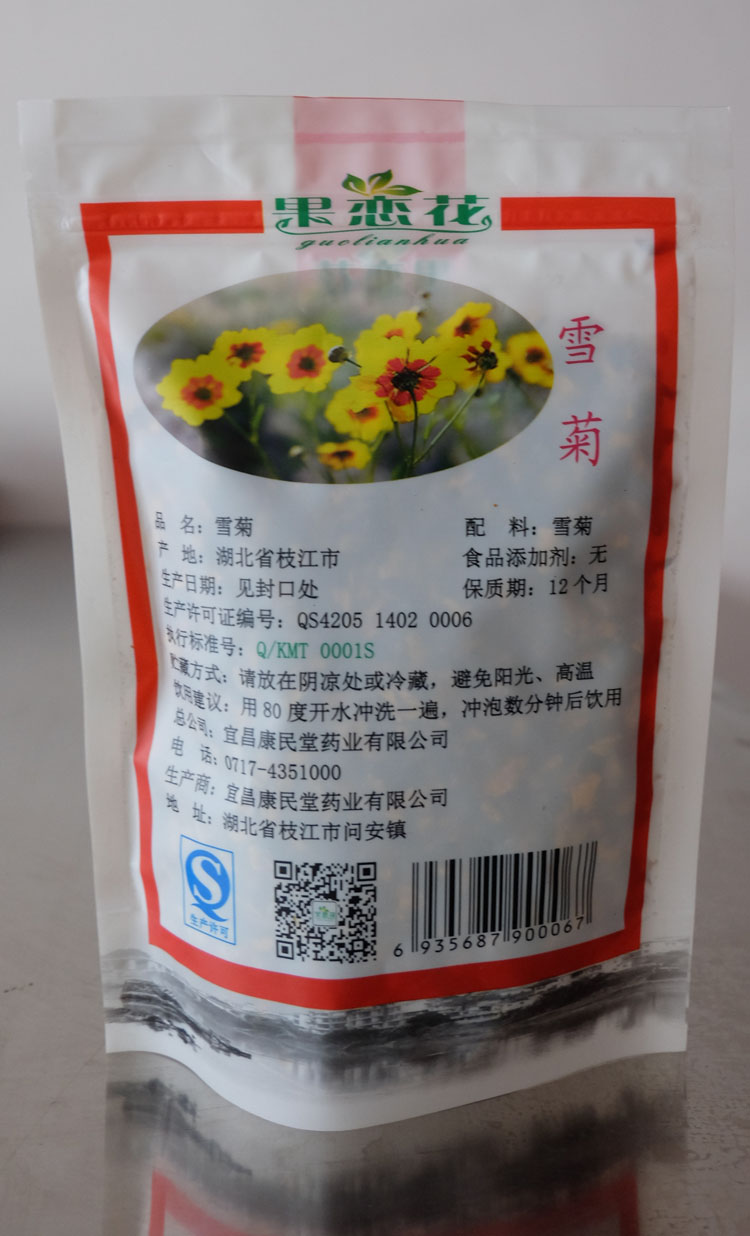 果恋花
guolianhua
雪菊
品 名：雪菊 配 料：雪菊
产 地：湖北省枝江市 食品添加剂：无
生产日期：见封口处 保质期：12个月
生产许可证编号：QS4205 1402 0006
执行标准号：Q/KMT 0001S
贮藏方式：请放在阴凉处或冷藏，避免阳光、高温
饮用建议：用80度开水冲洗一遍，冲泡数分钟后饮用
总公司：宜昌康民堂药业有限公司
电 话：0717-4351000
生产商：宜昌康民堂药业有限公司
地 址：湖北省枝江市问安镇
生产许可
6 935687 900067